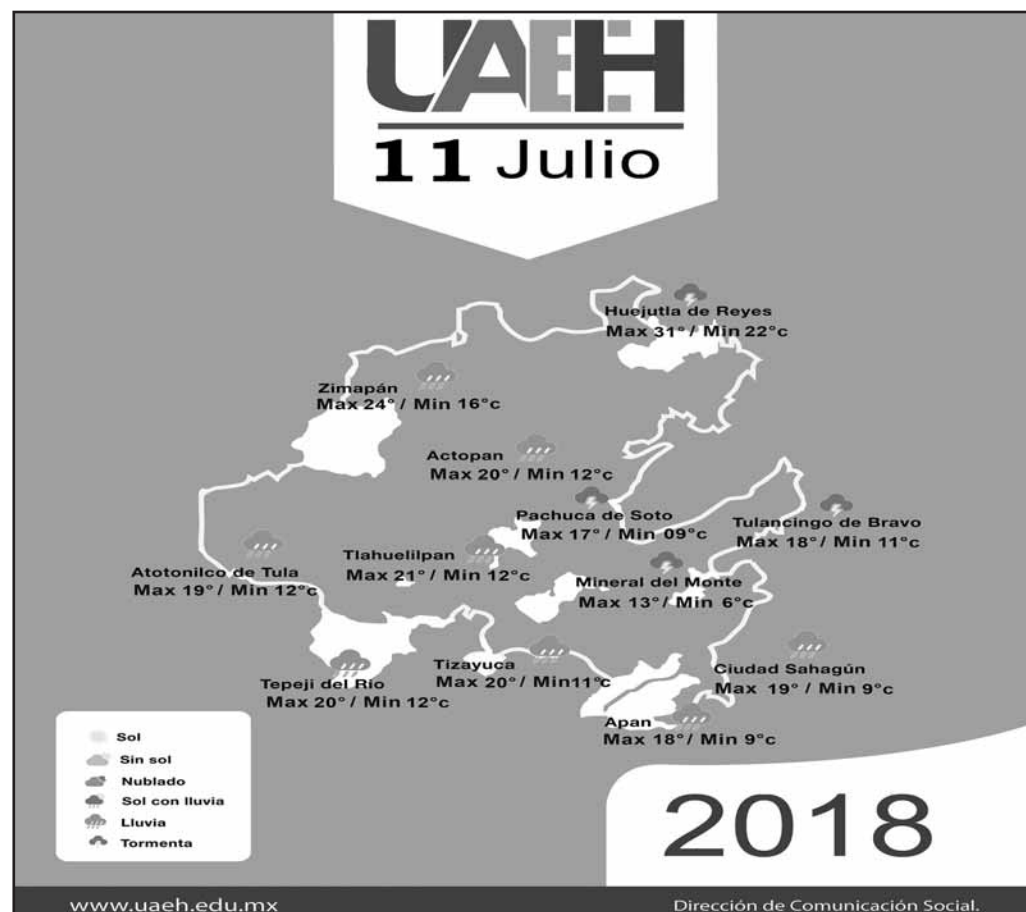 UAEH
11 Julio
Huejutla de Reyes
Max 31°/ Min 22°c
Zimapán
Max 24°/ Min 16°c
Actopan
Max 20°/ Min 12°c
Pachuca de Soto
Max 17°/ Min 09°c
Tulancingo de Bravo
Max 18°/ Min 11°c
Tlahuelilpan
Max 21°/ Min 12°c
Atotonilco de Tula
Max 19°/ Min 12°c
Mineral del Monte
Max 13°/ Min 6°c
Tizayuca
Max 20°/ Min11°c
Ciudad Sahagún
Max 19°/ Min 9°c
Tepeji del Río
Max 20°/ Min 12°c
Apan
Max 18°/ Min 9°c
Sol
Sin sol
Nublado
Sol con lluvia
Lluvia
Tormenta
2018
www.uaeh.edu.mx
Dirección de Comunicación Social.